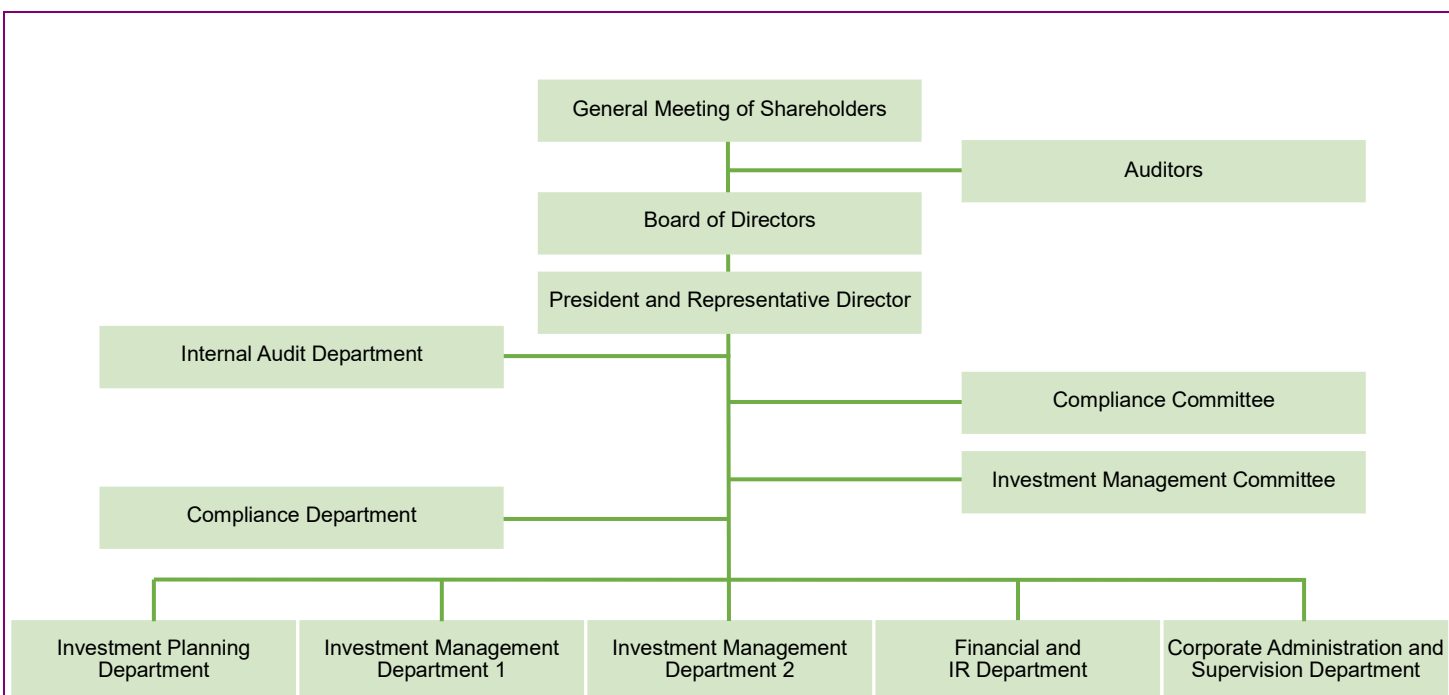 General Meeting of Shareholders
Auditors
Board of Directors
President and Representative Director
Internal Audit Department
Compliance Committee
Investment Management Committee
Compliance Department
Investment Planning
Department
Investment Management
Department 1
Investment Management
Department 2
Financial and
IR Department
Corporate Administration and
Supervision Department